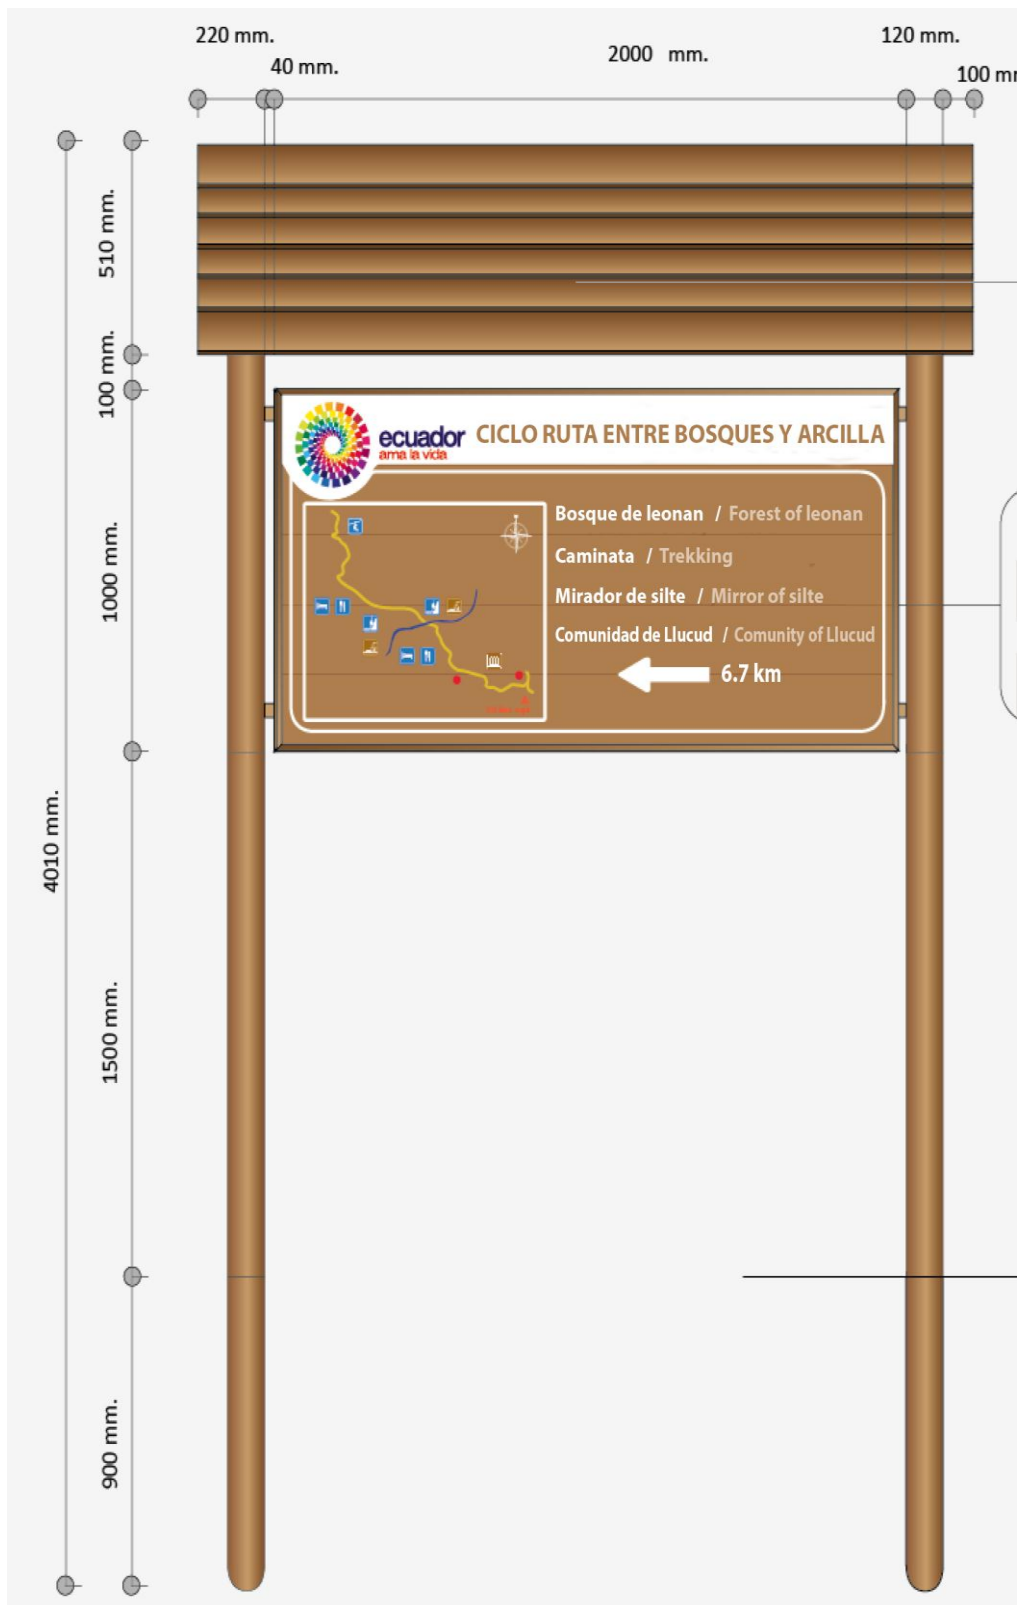 220 mm.
120 mm.
2000 mm.
40 mm.
100 mm
510 mm.
100 mm.
ecuador
ama la vida
CICLO RUTA ENTRE BOSQUES Y ARCILLA
Bosque de leonan / Forest of leonan
Caminata / Trekking
1000 mm.
Mirador de silte / Mirror of silte
Comunidad de Llucud / Comunity of Llucud
6.7 km
4010 mm.
1500 mm.
900 mm.